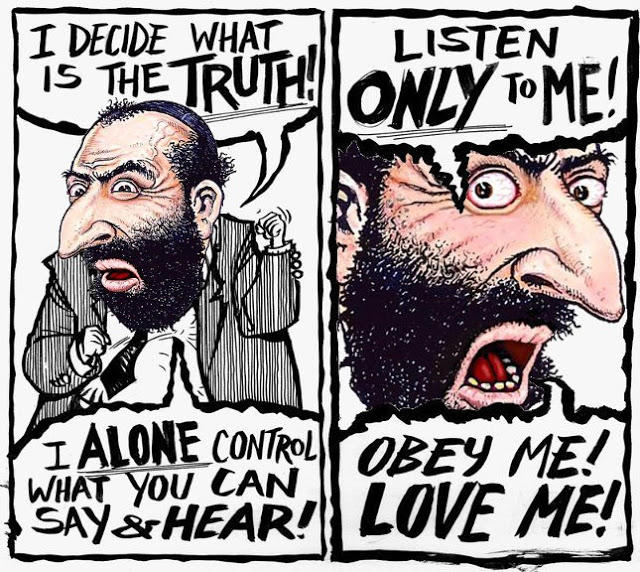 I DECIDE WHAT
IS THE TRUTH!
I ALONE CONTROL
WHAT YOU CAN
SAY & HEAR!
LISTEN
ONLY TO ME!
OBEY ME!
LOVE ME!